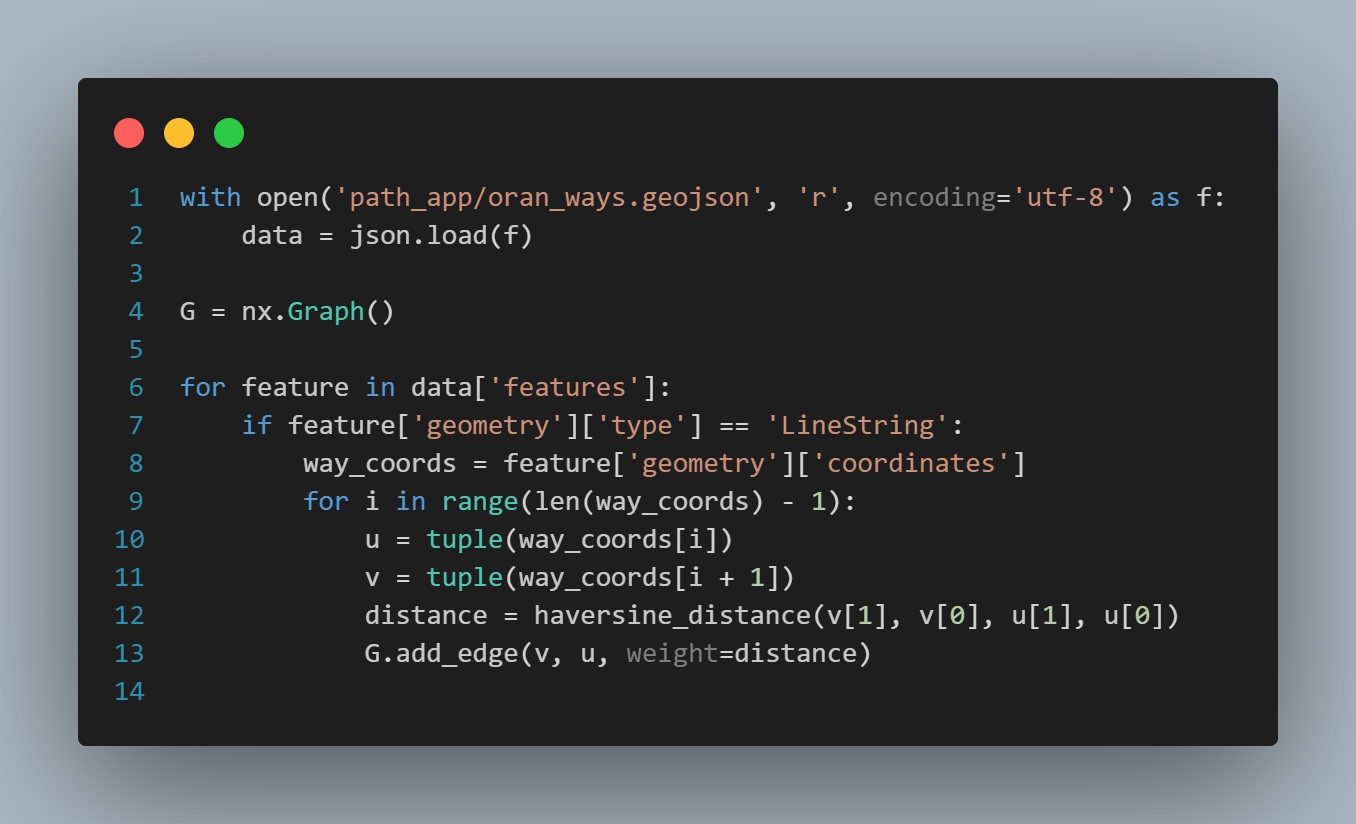 1 with open('path_app/oran_ways.geojson', 'r', encoding='utf-8') as f:
2     data = json.load(f)
3
4 G = nx.Graph()
5
6 for feature in data['features']:
7     if feature['geometry']['type'] == 'LineString':
8         way_coords = feature['geometry']['coordinates']
9         for i in range(len(way_coords) - 1):
10             u = tuple(way_coords[i])
11             v = tuple(way_coords[i + 1])
12             distance = haversine_distance(v[1], v[0], u[1], u[0])
13             G.add_edge(v, u, weight=distance)
14